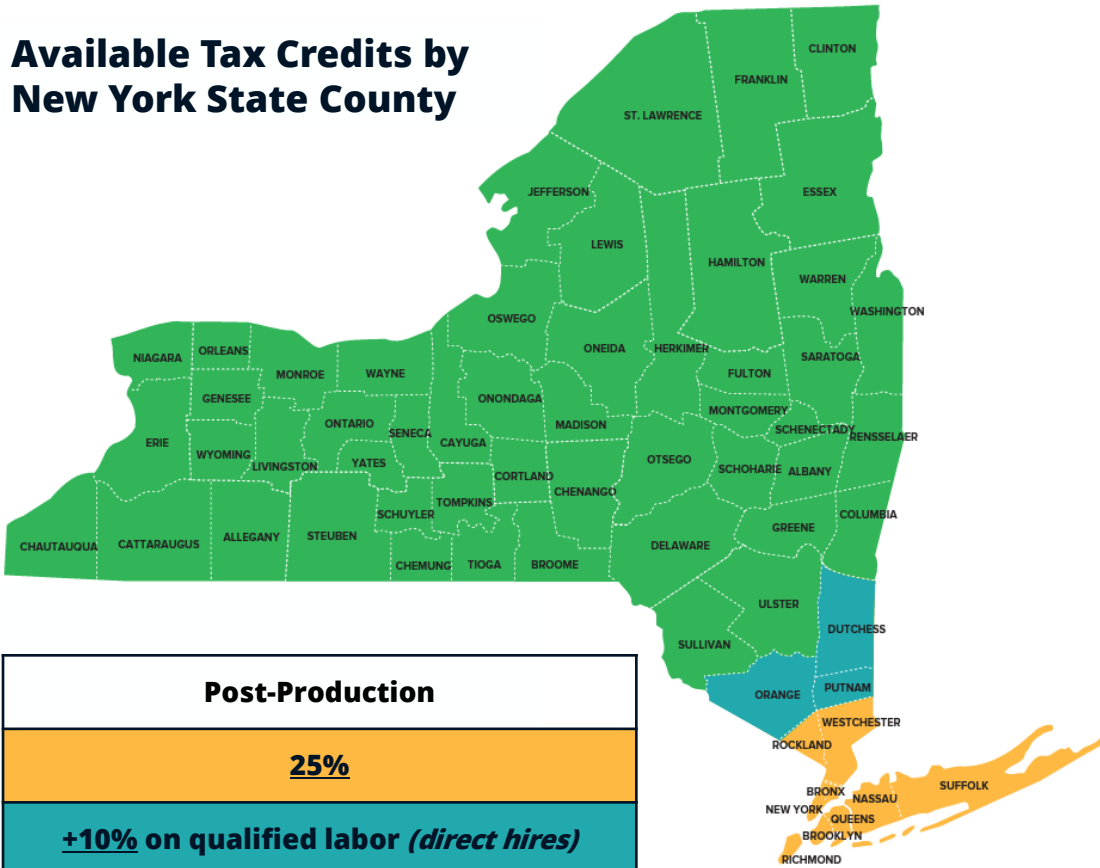 Available Tax Credits by
New York State County
CLINTON
FRANKLIN
ST. LAWRENCE
JEFFERSON
ESSEX
LEWIS
HAMILTON
WARREN
WASHINGTON
OSWEGO
ONEIDA
HERKIMER
SARATOGA
NIAGARA
ORLEANS
MONROE
WAYNE
FULTON
GENESEE
ONONDAGA
MONTGOMERY
ONTARIO
SENECA
MADISON
SCHENECTADY
RENSSELAER
ERIE
CAYUGA
WYOMING
LIVINGSTON
YATES
OTSEGO
SCHOHARIE
ALBANY
CORTLAND
CHENANGO
TOMPKINS
SCHUYLER
COLUMBIA
GREENE
CHAUTAUQUA
CATTARAUGUS
ALLEGANY
STEUBEN
DELAWARE
CHEMUNG
TIOGA
BROOME
ULSTER
DUTCHESS
SULLIVAN
ORANGE
PUTNAM
WESTCHESTER
ROCKLAND
BRONX
NASSAU
SUFFOLK
NEW YORK
QUEENS
BROOKLYN
RICHMOND
Post-Production
25%
+10% on qualified labor (direct hires)